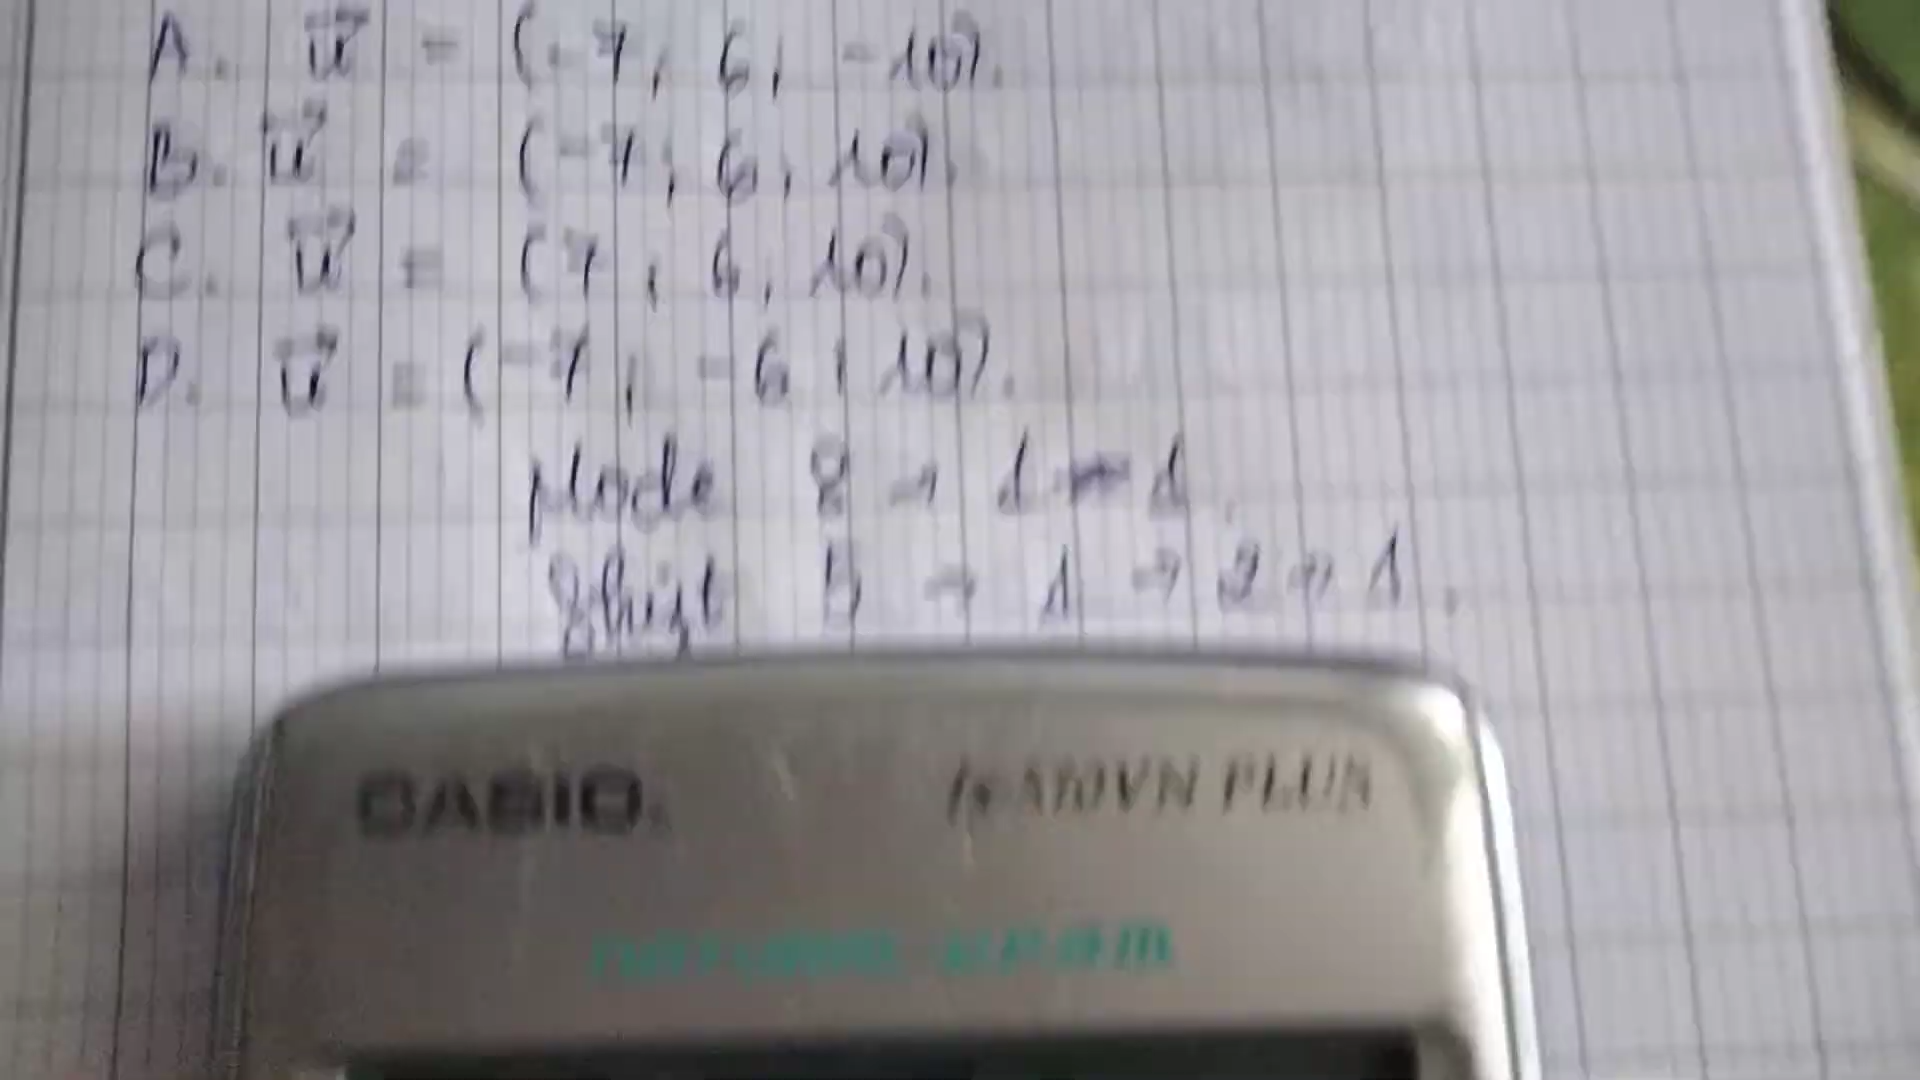 A. u⃗ = (-7; 6; -10).
B. u⃗ = (-7; 6; 10).
C. u⃗ = (7; 6; 10).
D. u⃗ = (-7; -6; 10).
Mode 8 → 1 → 1.
Shift 5 → 1 → 2 → 1.
CASIO
PLUS